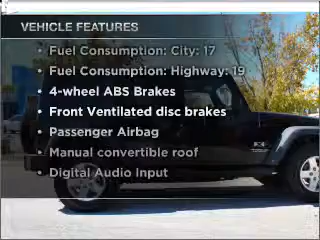 VEHICLE FEATURES
• Fuel Consumption: City: 17
• Fuel Consumption: Highway: 19
• 4-wheel ABS Brakes
• Front Ventilated disc brakes
• Passenger Airbag
• Manual convertible roof
• Digital Audio Input